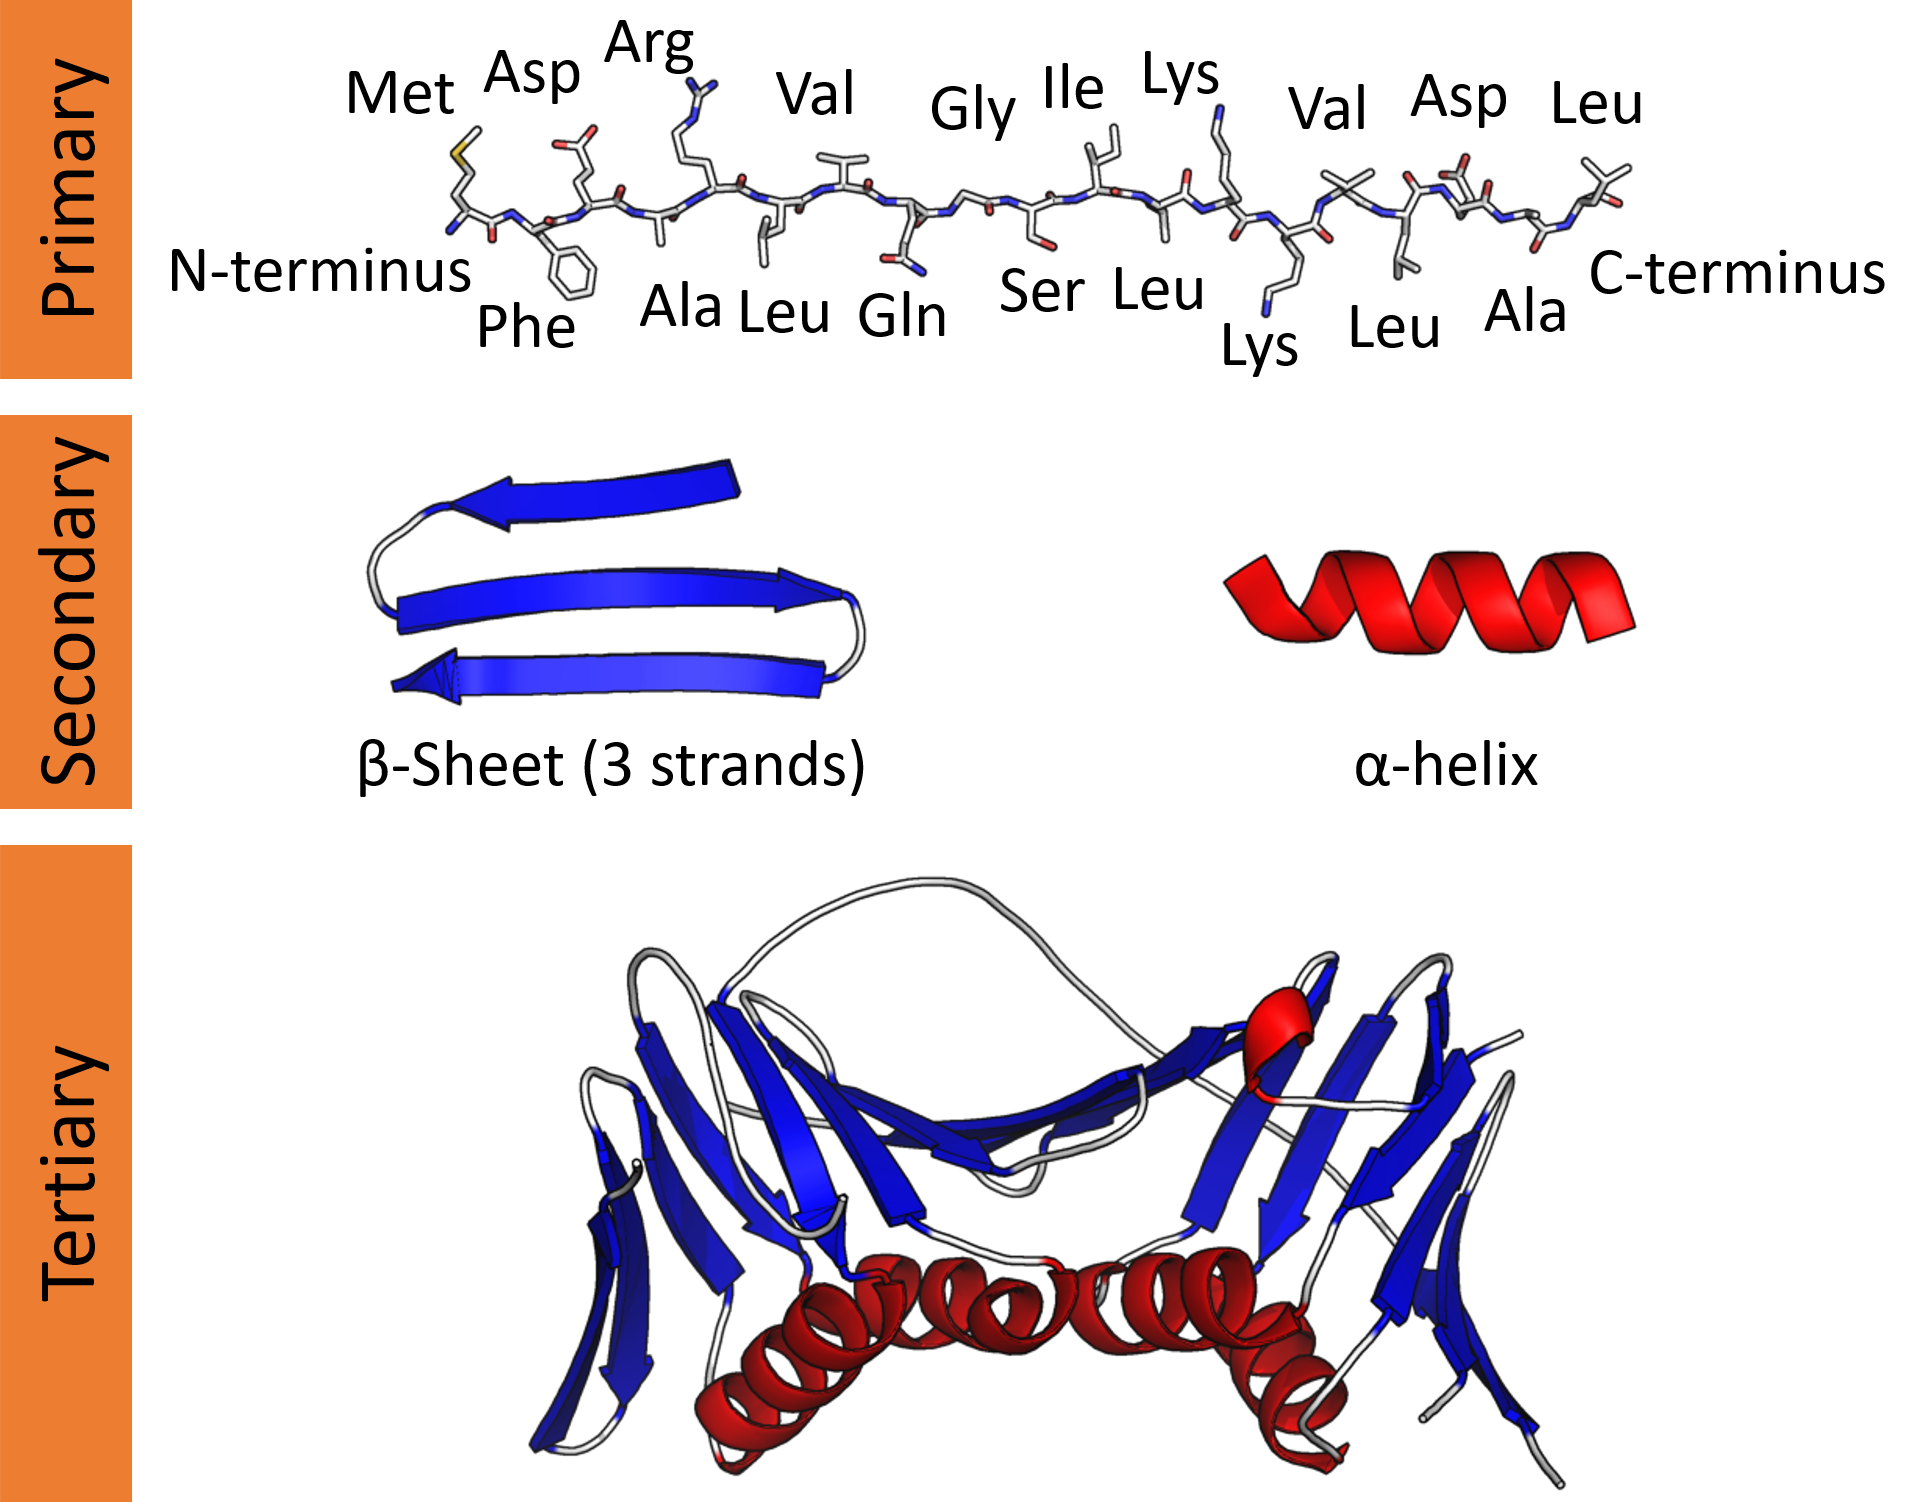 Primary
Met Asp Arg Val Gly Ile Lys Val Asp Leu
N-terminus Phe Ala Leu Gln Ser Leu Lys Leu Ala C-terminus
Secondary
β-Sheet (3 strands)
α-helix
Tertiary